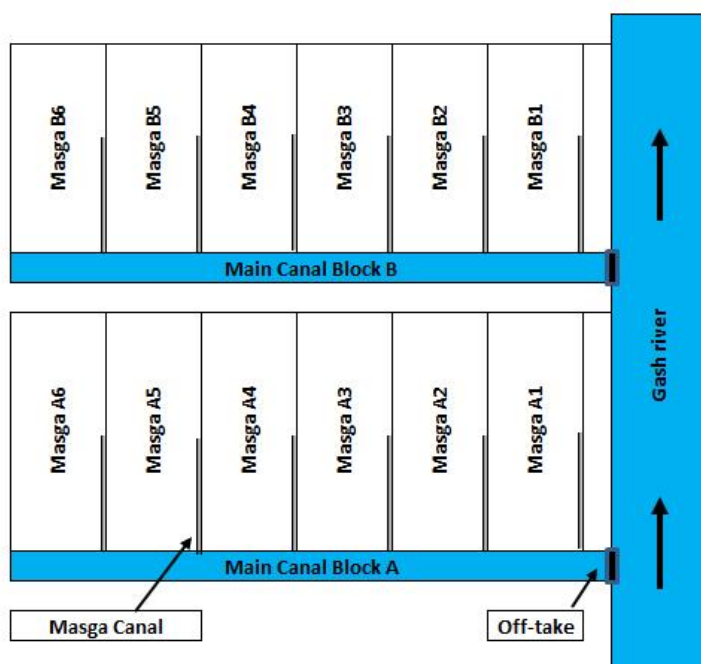 Masga B6
Masga B5
Masga B4
Masga B3
Masga B2
Masga B1
Main Canal Block B
Gash river
Masga A6
Masga A5
Masga A4
Masga A3
Masga A2
Masga A1
Main Canal Block A
Masga Canal
Off-take